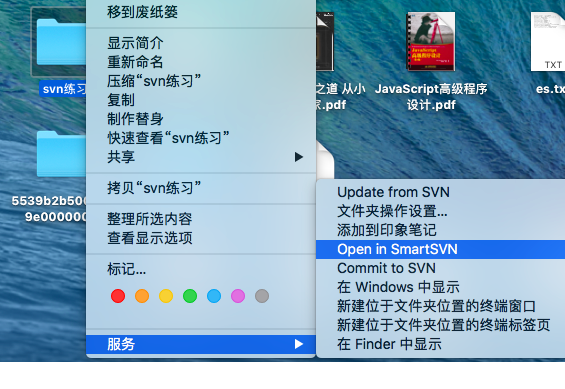 移到废纸篓
显示简介
重新命名
压缩“svn练习”
复制
制作替身
快速查看“svn练习”
共享
拷贝“svn练习”
整理所选内容
查看显示选项
标记...
服务
Update from SVN
文件夹操作设置...
添加到印象笔记
Open in SmartSVN
Commit to SVN
在 Windows 中显示
新建位于文件夹位置的终端窗口
新建位于文件夹位置的终端标签页
在 Finder 中显示
svn练习
5539b2b50
9e00000
之道 从小
家.pdf
JavaScript高级程序
设计.pdf
TXT
es.tx